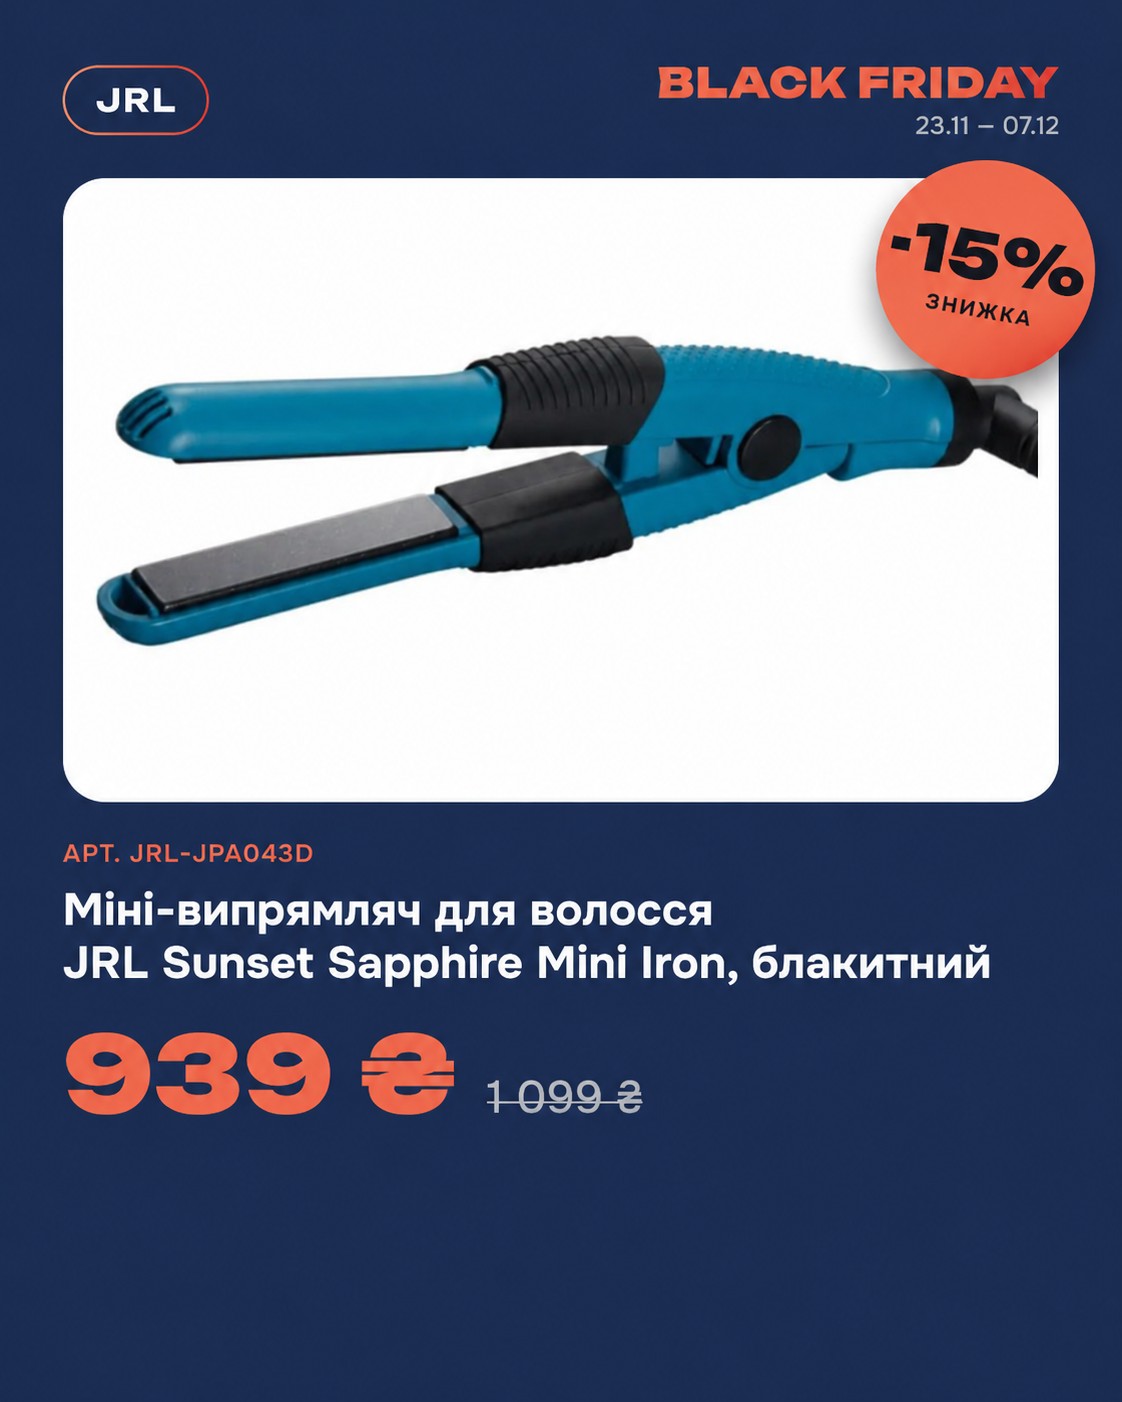 JRL
BLACK FRIDAY
23.11 – 07.12
-15%
ЗНИЖКА
АРТ. JRL-JPA043D
Міні-випрямляч для волосся
JRL Sunset Sapphire Mini Iron, блакитний
939 ₴
1 099 ₴